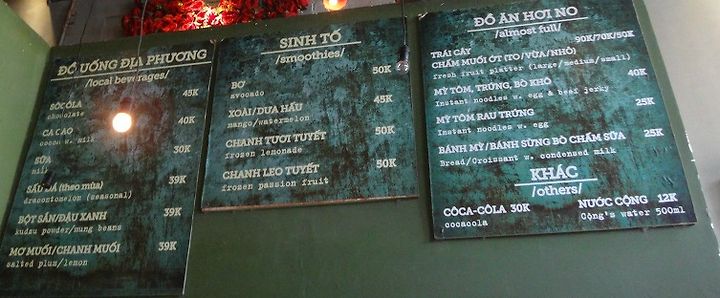 ĐỒ UỐNG ĐỊA PHƯƠNG
/local beverages/
SÔCÔLA 45K
chocolate
CA CAO 40K
cocoa w. milk
SỮA 30K
milk
SẤU ĐÁ (theo mùa) 39K
dracontomelon (seasonal)
BỘT SẮN/ĐẬU XANH 39K
kudzu powder/mung beans
MƠ MUỐI/CHANH MUỐI 39K
salted plum/lemon
SINH TỐ
/smoothies/
BƠ 50K
avocado
XOÀI/DƯA HẤU 45K
mango/watermelon
CHANH TƯƠI TUYẾT 50K
frozen lemonade
CHANH LEO TUYẾT 50K
frozen passion fruit
ĐỒ ĂN HƠI NO
/almost full/
TRÁI CÂY 90K/70K/50K
CHẤM MUỐI ỚT (TO/VỪA/NHỎ)
fresh fruit platter (large/medium/small)
MỲ TÔM, TRỨNG, BÒ KHÔ 40K
Instant noodles w. egg & beef jerky
MỲ TÔM RAU TRỨNG 25K
Instant noodles w. egg
BÁNH MỲ/BÁNH SỪNG BÒ CHẤM SỮA 25K
Bread/Croissant w. condensed milk
KHÁC
/others/
CÔCA-CÔLA 30K NƯỚC CỘNG 12K
cocacola Cộng's water 500ml